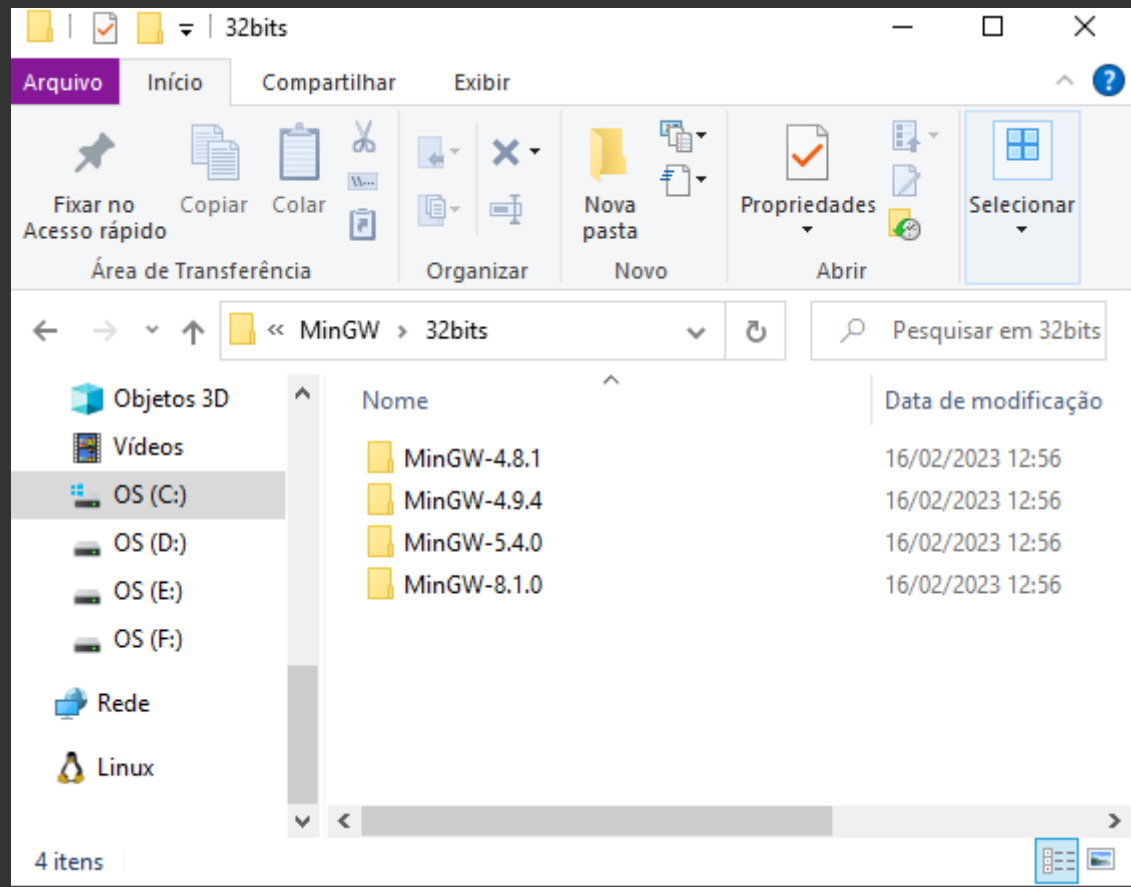 32bits
Arquivo Início Compartilhar Exibir
Fixar no
Acesso rápido
Copiar
Colar
Nova
pasta
Propriedades
Selecionar
Área de Transferência Organizar Novo Abrir
« MinGW › 32bits
Pesquisar em 32bits
Objetos 3D
Vídeos
OS (C:)
OS (D:)
OS (E:)
OS (F:)
Rede
Linux
Nome Data de modificação
MinGW-4.8.1 16/02/2023 12:56
MinGW-4.9.4 16/02/2023 12:56
MinGW-5.4.0 16/02/2023 12:56
MinGW-8.1.0 16/02/2023 12:56
4 itens